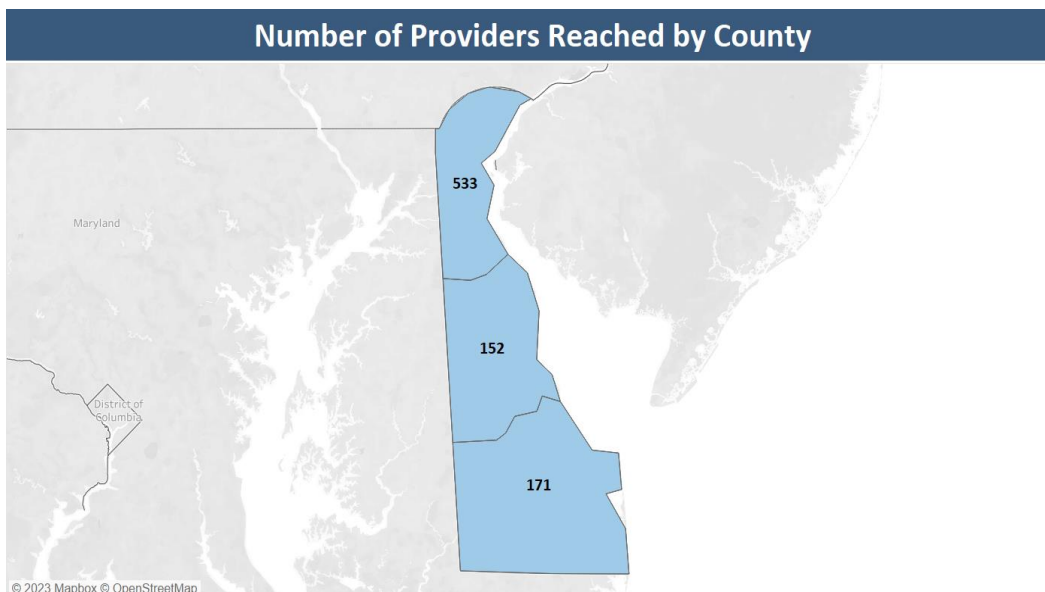 Number of Providers Reached by County
533
Maryland
152
District of
Columbia
171
© 2023 Mapbox © OpenStreetMap